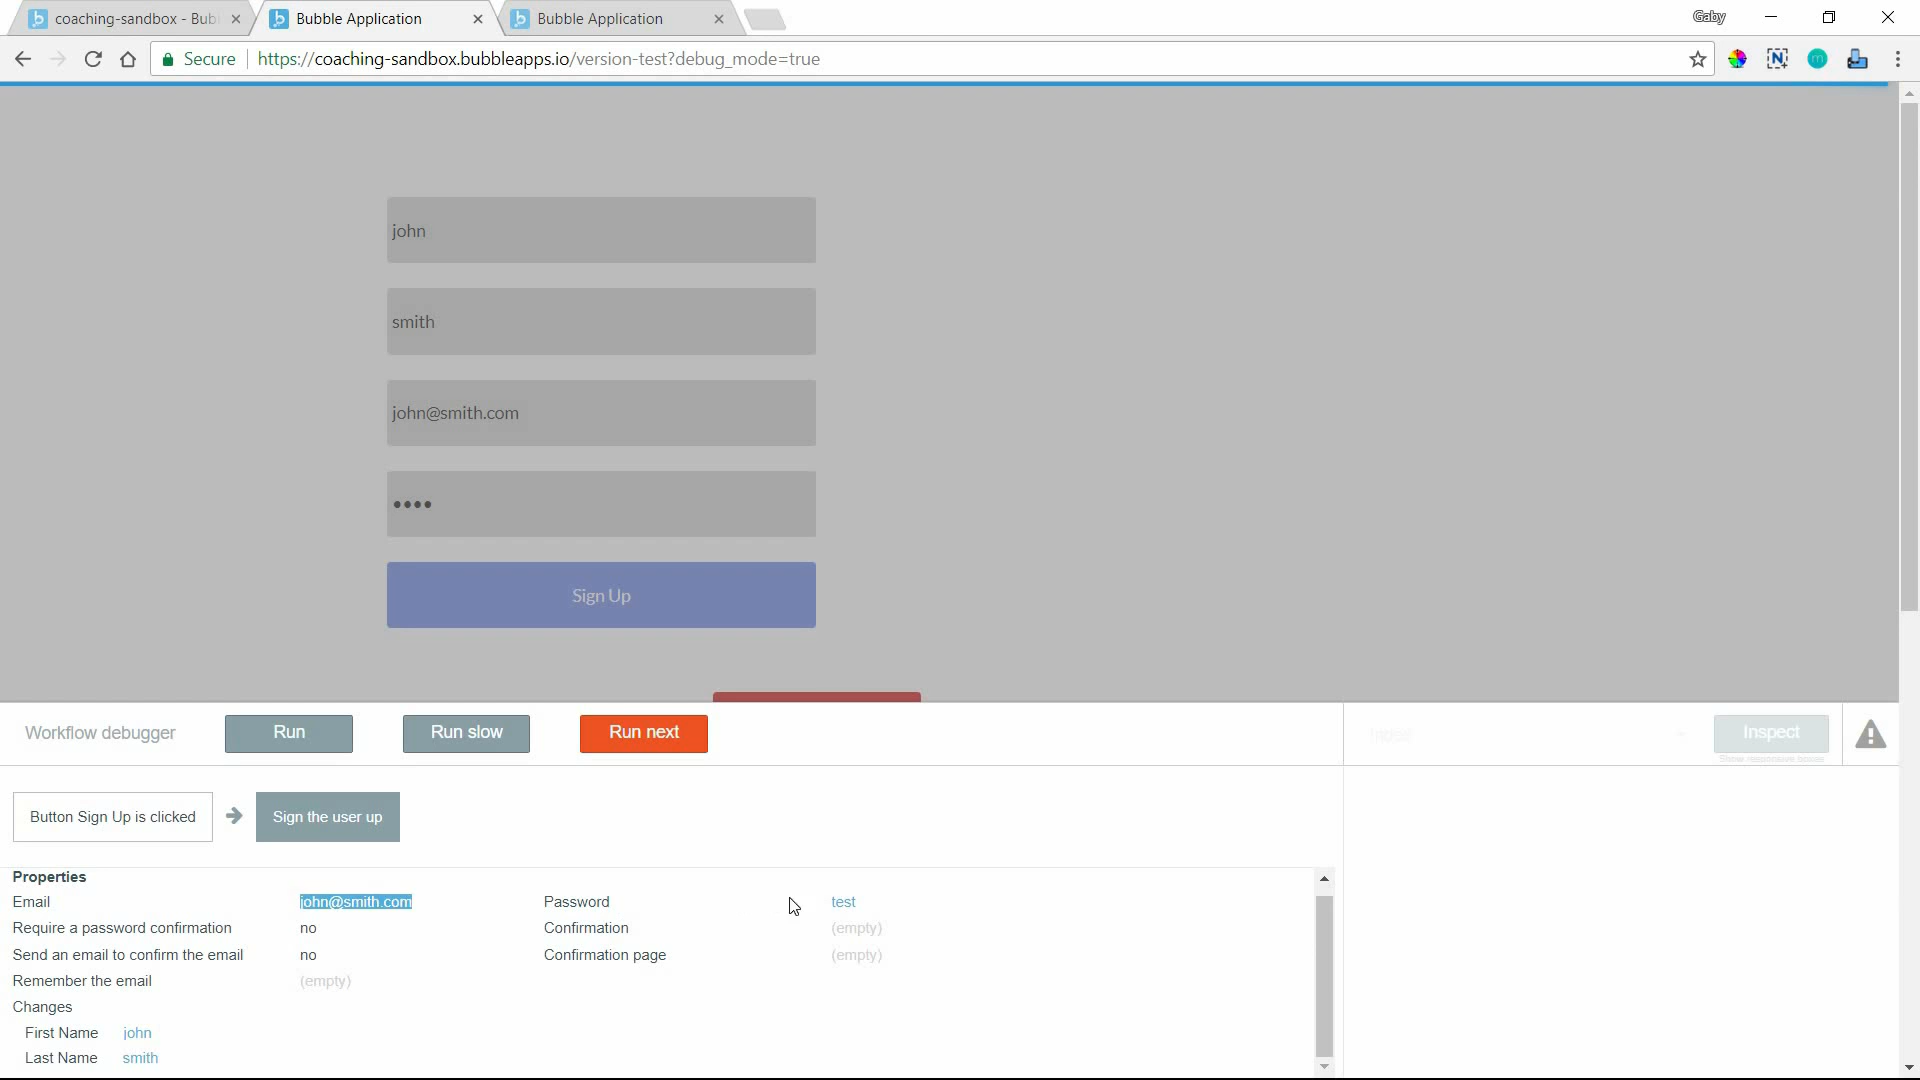 coaching-sandbox - Bub
Bubble Application
Bubble Application
Gaby
Secure
https://coaching-sandbox.bubbleapps.io/version-test?debug_mode=true
john
smith
john@smith.com
••••
Sign Up
Workflow debugger
Run
Run slow
Run next
Index
Inspect
Show responsive boxes
Button Sign Up is clicked
Sign the user up
Properties
Email john@smith.com Password test
Require a password confirmation no Confirmation (empty)
Send an email to confirm the email no Confirmation page (empty)
Remember the email (empty)
Changes
First Name john
Last Name smith